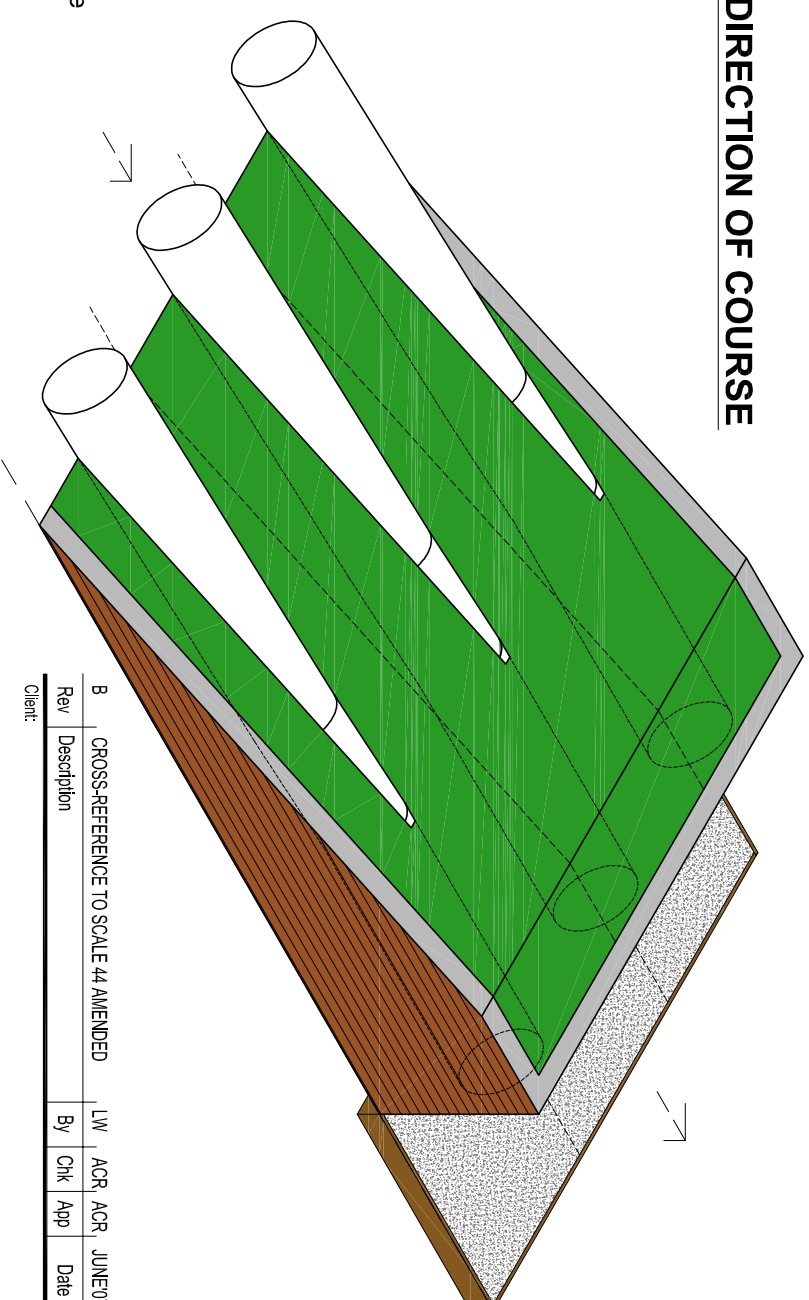 DIRECTION OF COURSE
B CROSS-REFERENCE TO SCALE 44 AMENDED LW ACR ACR
Rev Description By Chk App Date
Client: